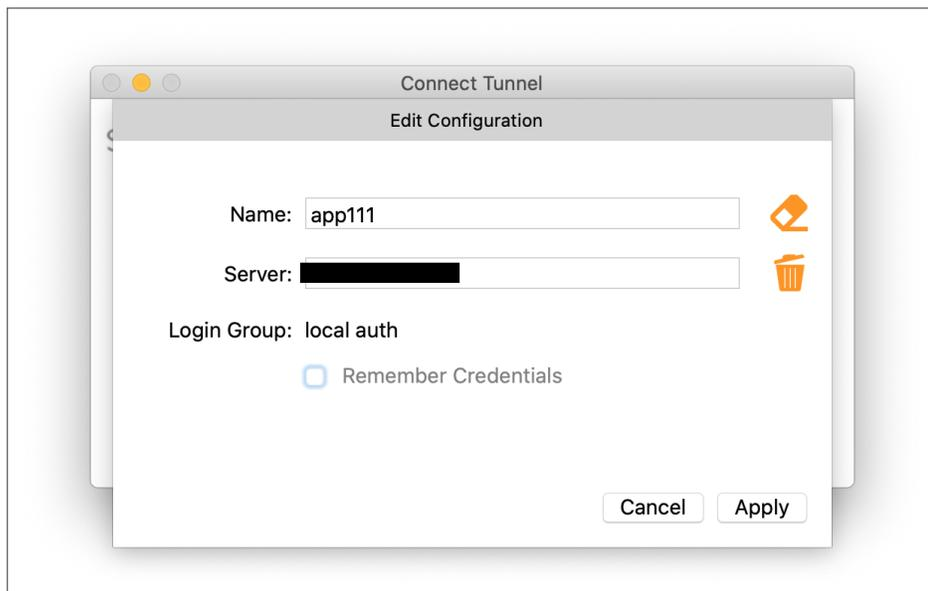 Connect Tunnel
Edit Configuration
Name: app111
Server:
Login Group: local auth
Remember Credentials
Cancel Apply